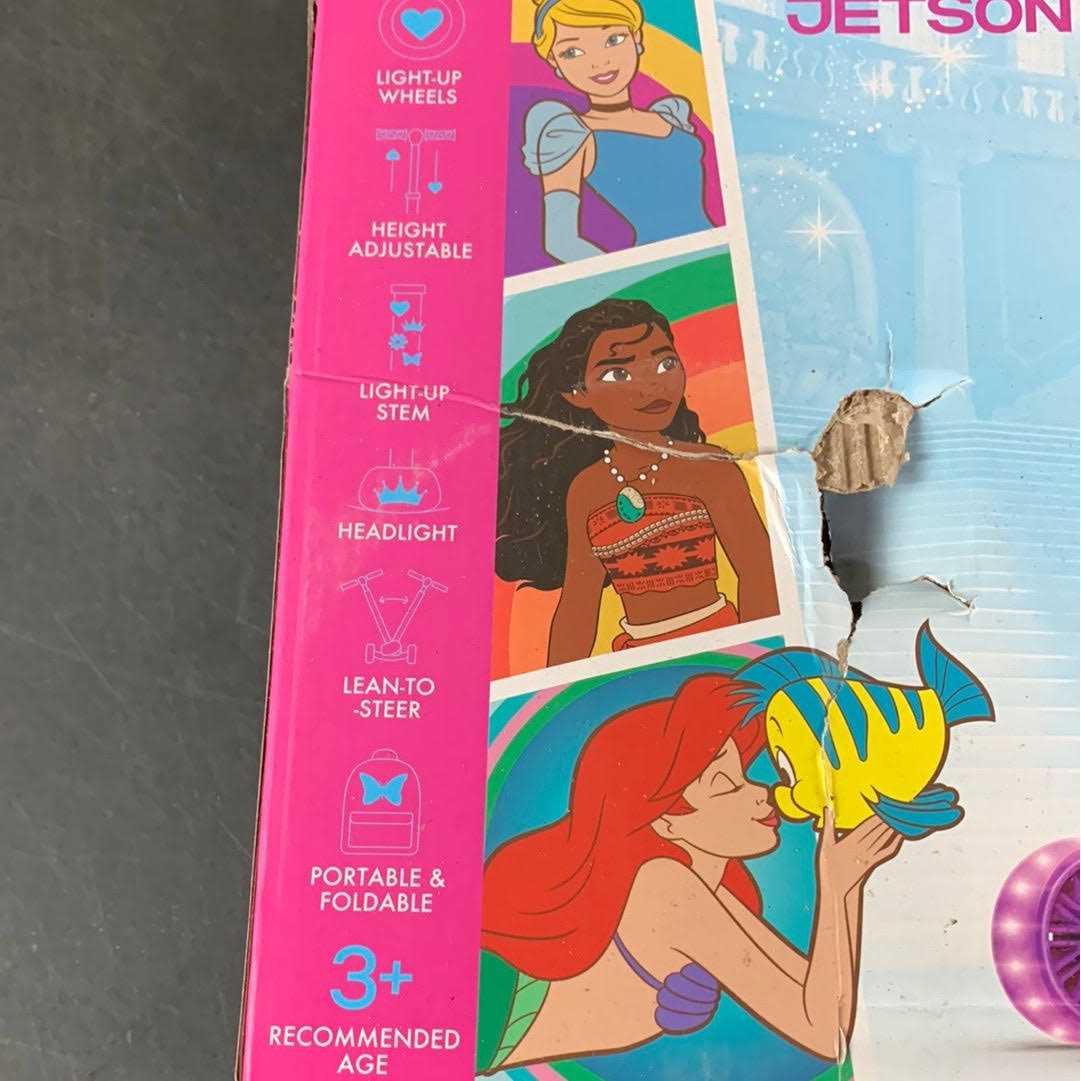 JETSON
LIGHT-UP
WHEELS
HEIGHT
ADJUSTABLE
LIGHT-UP
STEM
HEADLIGHT
LEAN-TO
-STEER
PORTABLE &
FOLDABLE
3+
RECOMMENDED
AGE